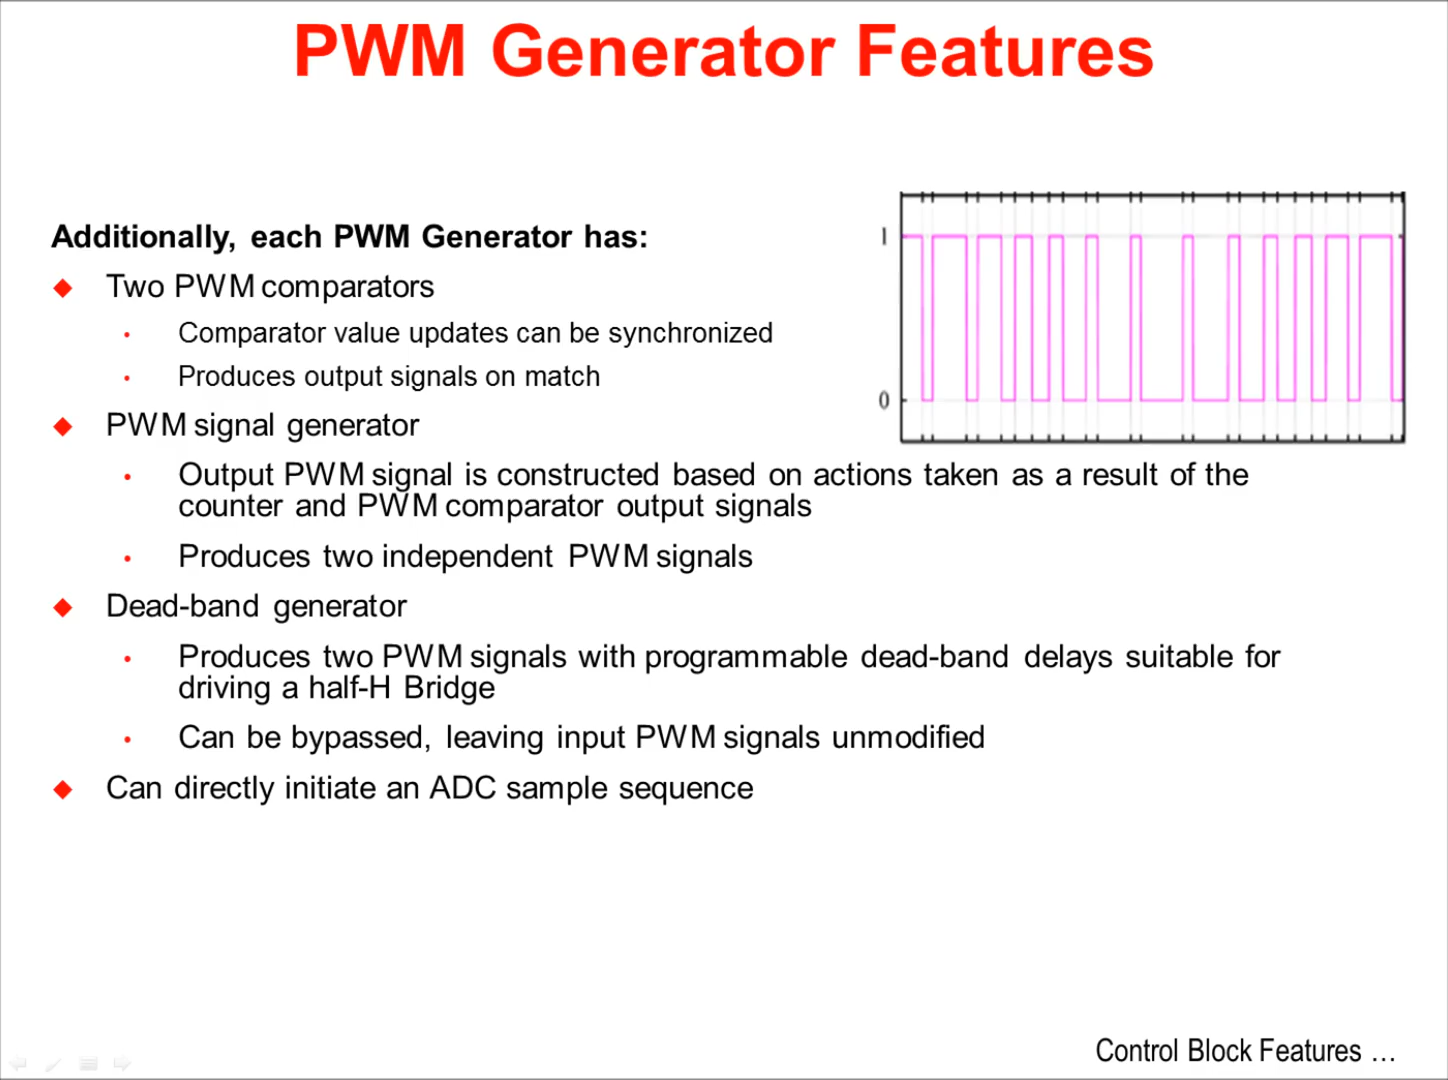 PWM Generator Features
Additionally, each PWM Generator has:
Two PWM comparators
Comparator value updates can be synchronized
Produces output signals on match
1
0
PWM signal generator
Output PWM signal is constructed based on actions taken as a result of the
counter and PWM comparator output signals
Produces two independent PWM signals
Dead-band generator
Produces two PWM signals with programmable dead-band delays suitable for
driving a half-H Bridge
Can be bypassed, leaving input PWM signals unmodified
Can directly initiate an ADC sample sequence
Control Block Features ...